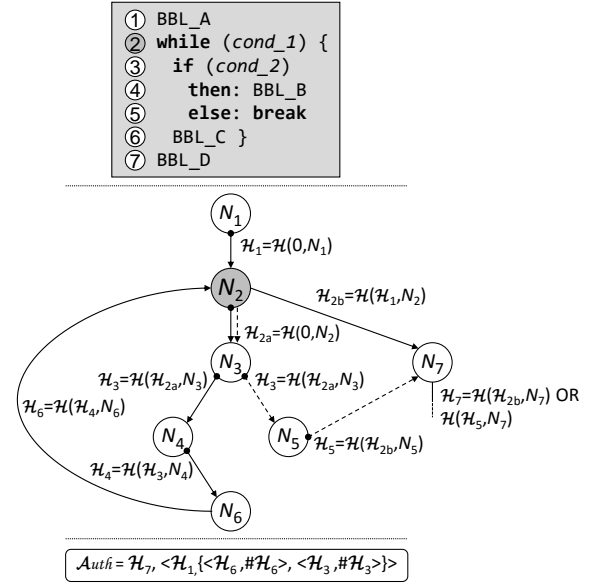 ① BBL_A
② while (cond_1) {
③ if (cond_2)
④ then: BBL_B
⑤ else: break
⑥ BBL_C }
⑦ BBL_D
N₁
ℋ₁=ℋ(0,N₁)
N₂
ℋ₂b=ℋ(ℋ₁,N₂)
ℋ₂a=ℋ(0,N₂)
N₃
N₇
ℋ₃=ℋ(ℋ₂a,N₃)
ℋ₃=ℋ(ℋ₂a,N₃)
ℋ₇=ℋ(ℋ₂b,N₇) OR
ℋ(ℋ₅,N₇)
ℋ₆=ℋ(ℋ₄,N₆)
N₄
N₅
ℋ₅=ℋ(ℋ₂b,N₅)
ℋ₄=ℋ(ℋ₃,N₄)
N₆
𝒜uth = ℋ₇, <ℋ₁,{<ℋ₆,#ℋ₆>, <ℋ₃,#ℋ₃>}>